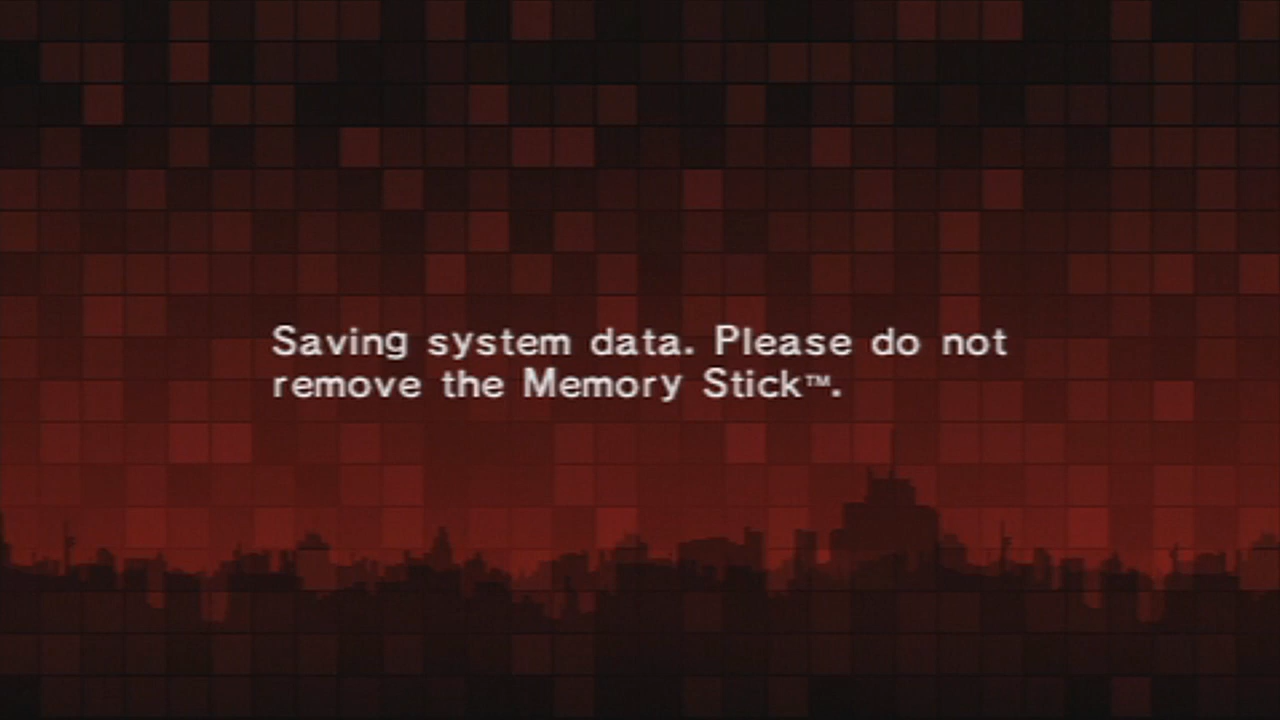 Saving system data. Please do not
remove the Memory Stick™.